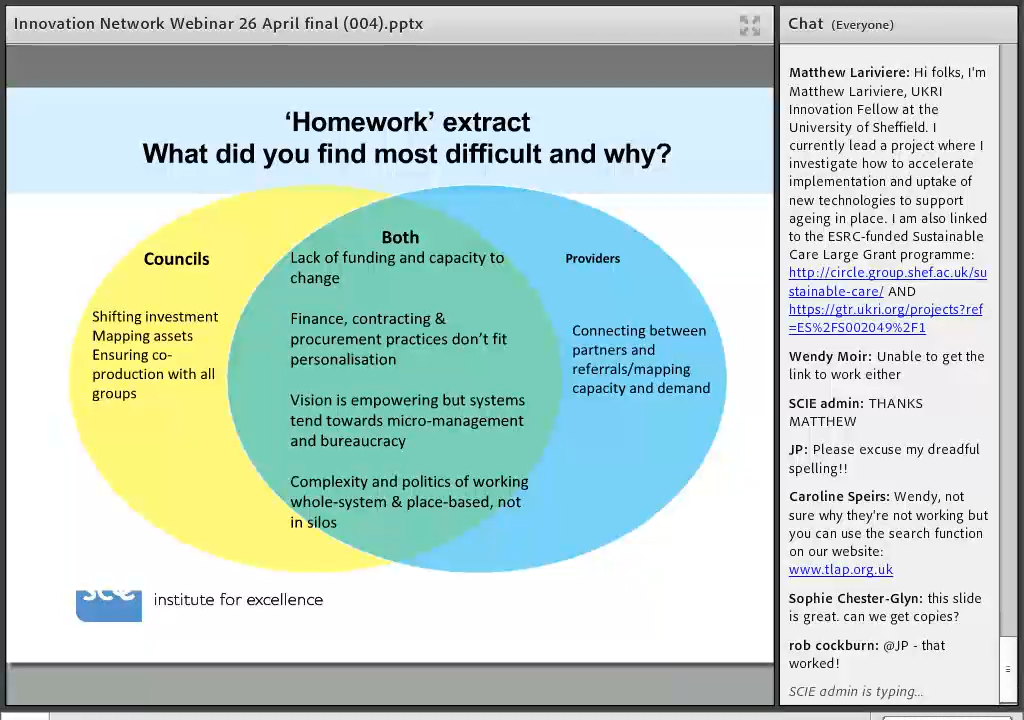 Innovation Network Webinar 26 April final (004).pptx
‘Homework’ extract
What did you find most difficult and why?
Councils
Shifting investment
Mapping assets
Ensuring co-
production with all
groups
Both
Lack of funding and capacity to
change
Finance, contracting &
procurement practices don’t fit
personalisation
Vision is empowering but systems
tend towards micro-management
and bureaucracy
Complexity and politics of working
whole-system & place-based, not
in silos
Providers
Connecting between
partners and
referrals/mapping
capacity and demand
scie
institute for excellence
Chat (Everyone)
Matthew Lariviere: Hi folks, I'm
Matthew Lariviere, UKRI
Innovation Fellow at the
University of Sheffield. I
currently lead a project where I
investigate how to accelerate
implementation and uptake of
new technologies to support
ageing in place. I am also linked
to the ESRC-funded Sustainable
Care Large Grant programme:
http://circle.group.shef.ac.uk/su
stainable-care/ AND
https://gtr.ukri.org/projects?ref
=ES%2FS002049%2F1
Wendy Moir: Unable to get the
link to work either
SCIE admin: THANKS
MATTHEW
JP: Please excuse my dreadful
spelling!!
Caroline Speirs: Wendy, not
sure why they're not working but
you can use the search function
on our website:
www.tlap.org.uk
Sophie Chester-Glyn: this slide
is great. can we get copies?
rob cockburn: @JP - that
worked!
SCIE admin is typing...